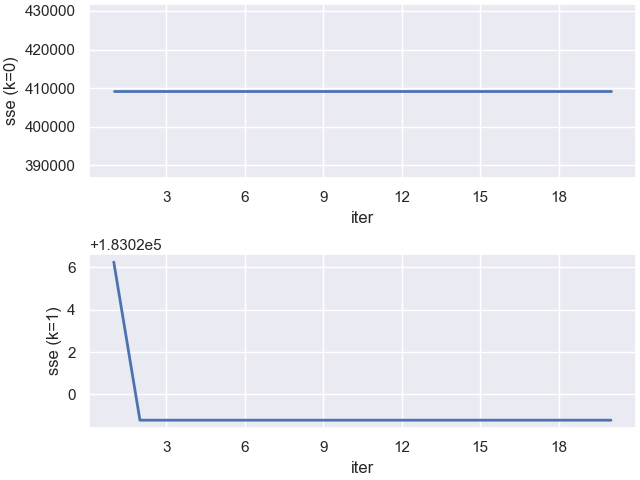 430000
420000
410000
400000
390000
sse (k=0)
3 6 9 12 15 18
iter
+1.8302e5
6
4
2
0
sse (k=1)
3 6 9 12 15 18
iter